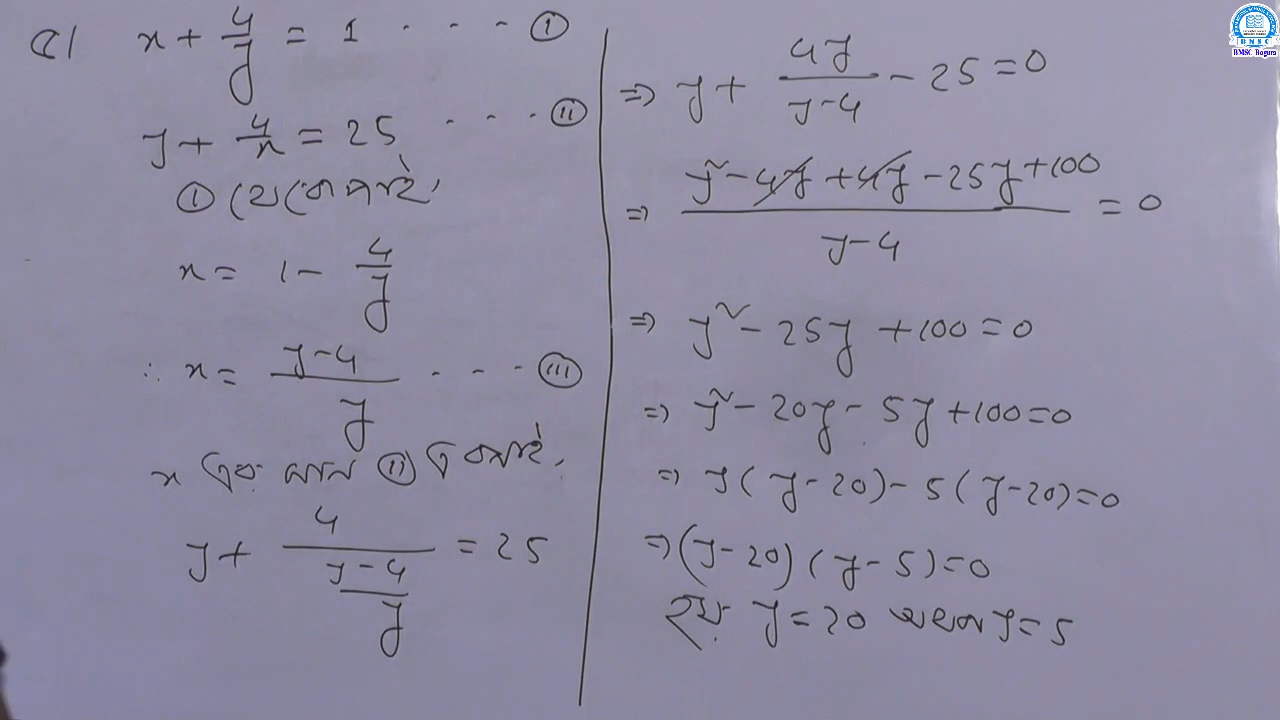 ৫। x + 4/y = 1 . . . (i)
y + 4/x = 25 . . . (ii)
(i) থেকে পাই,
x = 1 - 4/y
∴ x = (y-4)/y . . . (iii)
x এর মান (ii) এ বসাই,
y + 4/((y-4)/y) = 25
⇒ y + 4y/(y-4) - 25 = 0
⇒ (y² - 4y + 4y - 25y + 100)/(y-4) = 0
⇒ y² - 25y + 100 = 0
⇒ y² - 20y - 5y + 100 = 0
⇒ y(y-20) - 5(y-20) = 0
⇒ (y-20)(y-5) = 0
হয়, y = 20 অথবা y = 5
BMSC
BMSC Bogura